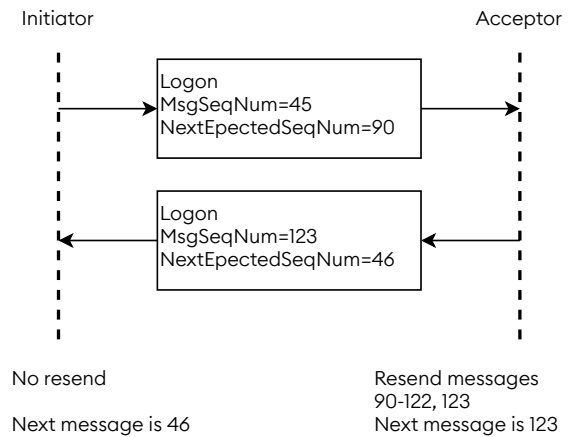 Initiator
Acceptor
Logon
MsgSeqNum=45
NextEpectedSeqNum=90
Logon
MsgSeqNum=123
NextEpectedSeqNum=46
No resend
Next message is 46
Resend messages
90-122, 123
Next message is 123